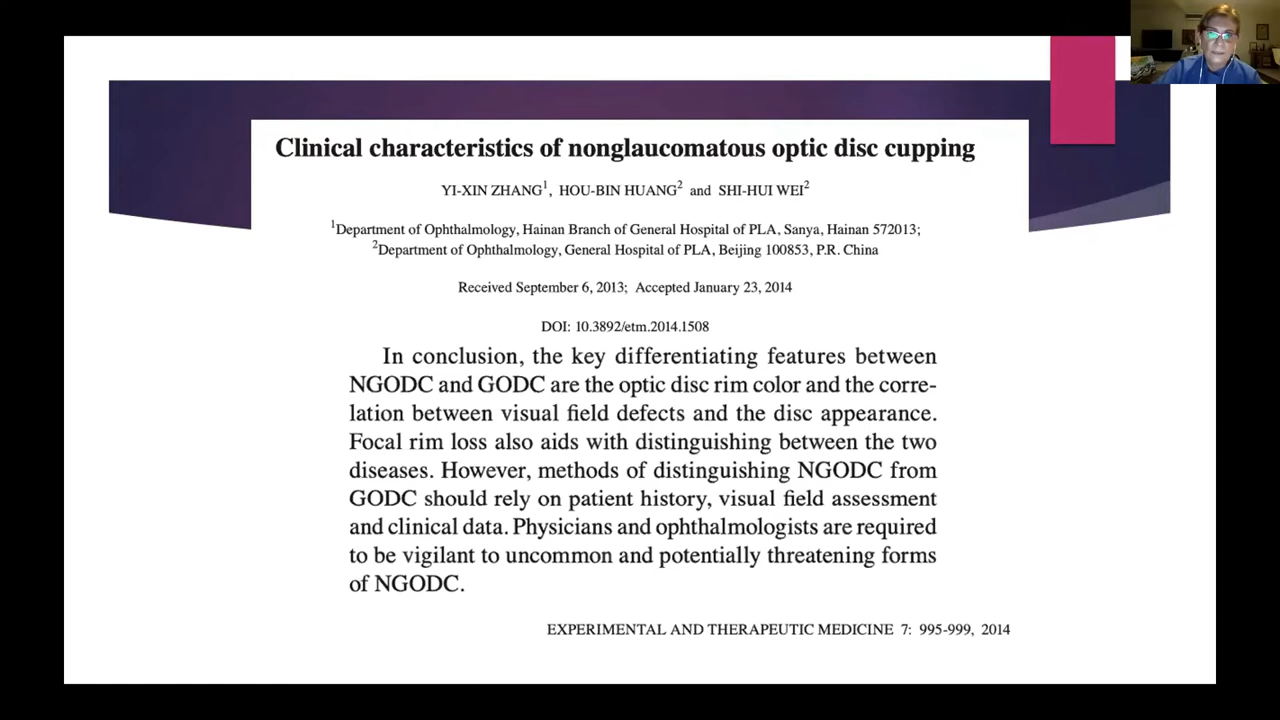 Clinical characteristics of nonglaucomatous optic disc cupping
YI-XIN ZHANG1, HOU-BIN HUANG2 and SHI-HUI WEI2
1Department of Ophthalmology, Hainan Branch of General Hospital of PLA, Sanya, Hainan 572013;
2Department of Ophthalmology, General Hospital of PLA, Beijing 100853, P.R. China
Received September 6, 2013; Accepted January 23, 2014
DOI: 10.3892/etm.2014.1508
In conclusion, the key differentiating features between
NGODC and GODC are the optic disc rim color and the corre-
lation between visual field defects and the disc appearance.
Focal rim loss also aids with distinguishing between the two
diseases. However, methods of distinguishing NGODC from
GODC should rely on patient history, visual field assessment
and clinical data. Physicians and ophthalmologists are required
to be vigilant to uncommon and potentially threatening forms
of NGODC.
EXPERIMENTAL AND THERAPEUTIC MEDICINE 7: 995-999, 2014